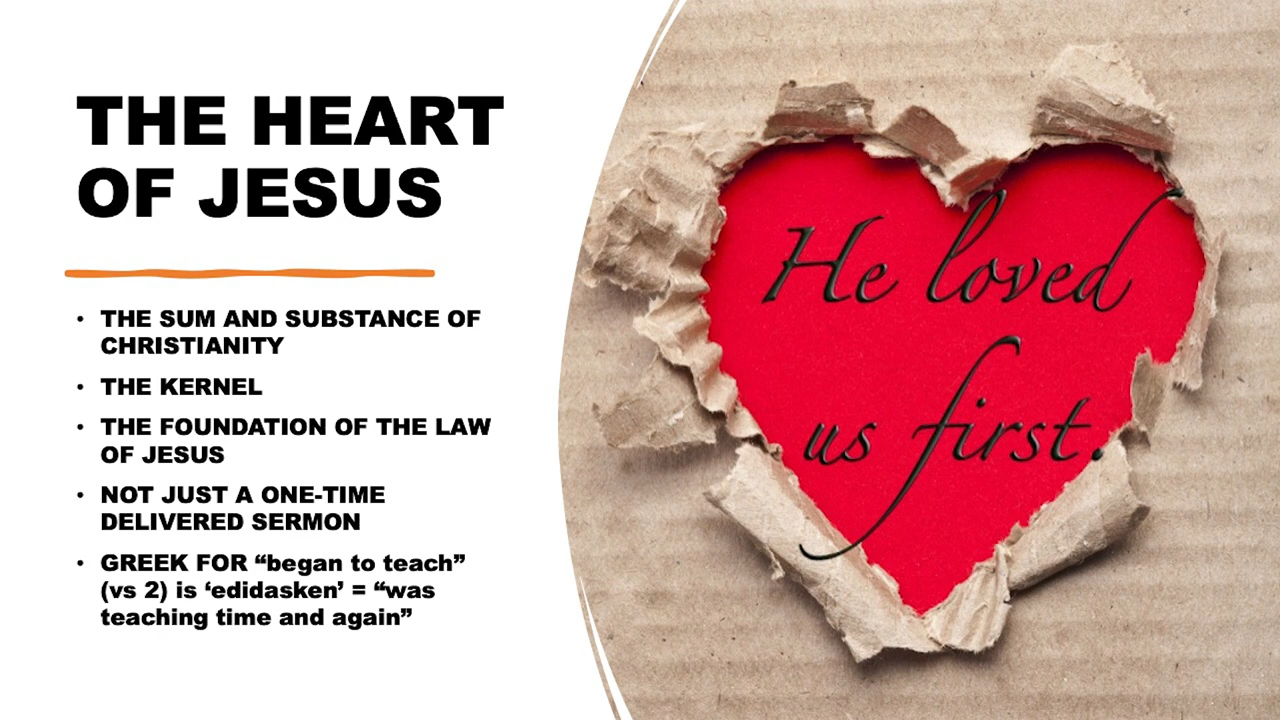 THE HEART
OF JESUS
• THE SUM AND SUBSTANCE OF
CHRISTIANITY
• THE KERNEL
• THE FOUNDATION OF THE LAW
OF JESUS
• NOT JUST A ONE-TIME
DELIVERED SERMON
• GREEK FOR “began to teach”
(vs 2) is ‘edidasken’ = “was
teaching time and again”
He loved
us first.